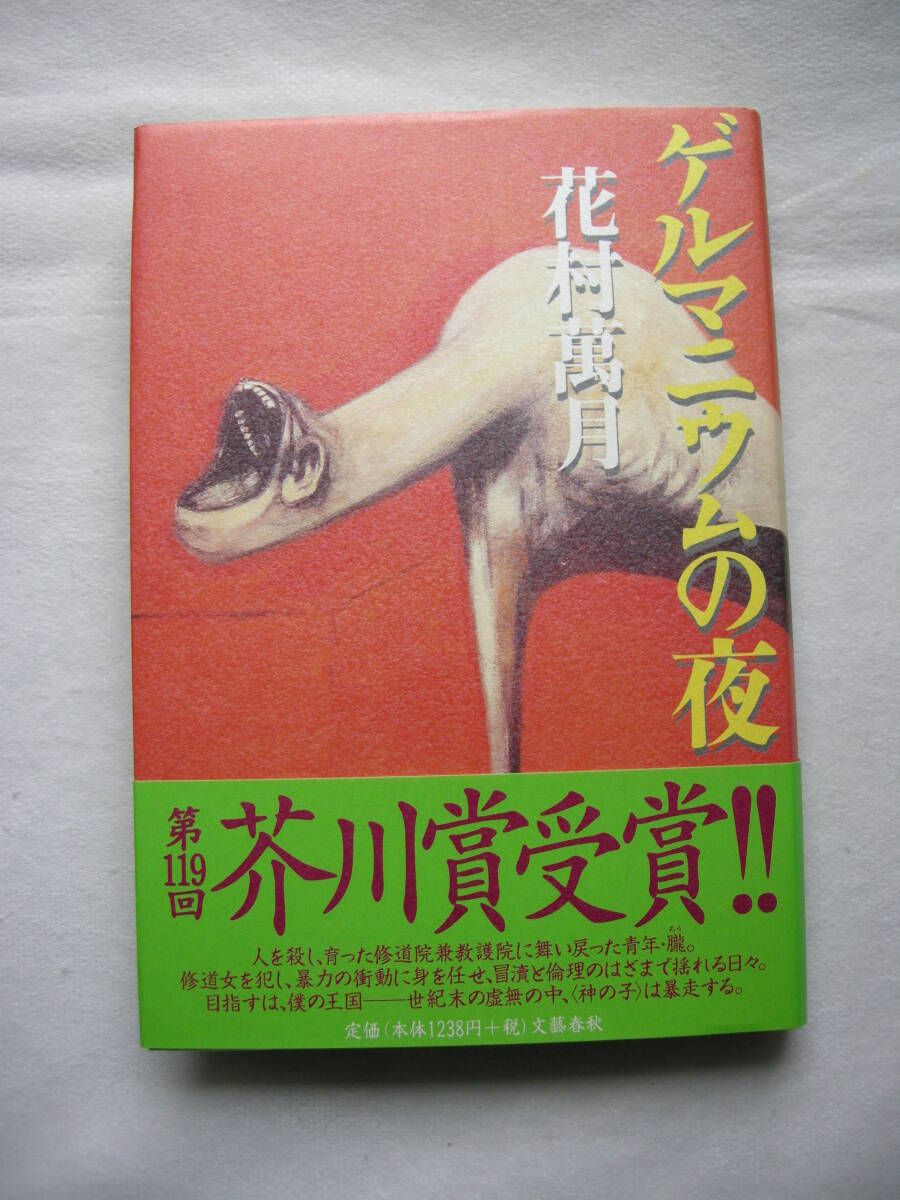 ゲルマニウムの夜
花村萬月
第119回
芥川賞受賞!!
人を殺し、育った修道院兼教護院に舞い戻った青年・朧。
ろう
修道女を犯し、暴力の衝動に身を任せ、冒瀆と倫理のはざまで揺れる日々。
目指すは、僕の王国――世紀末の虚無の中、〈神の子〉は暴走する。
定価(本体1238円+税)文藝春秋